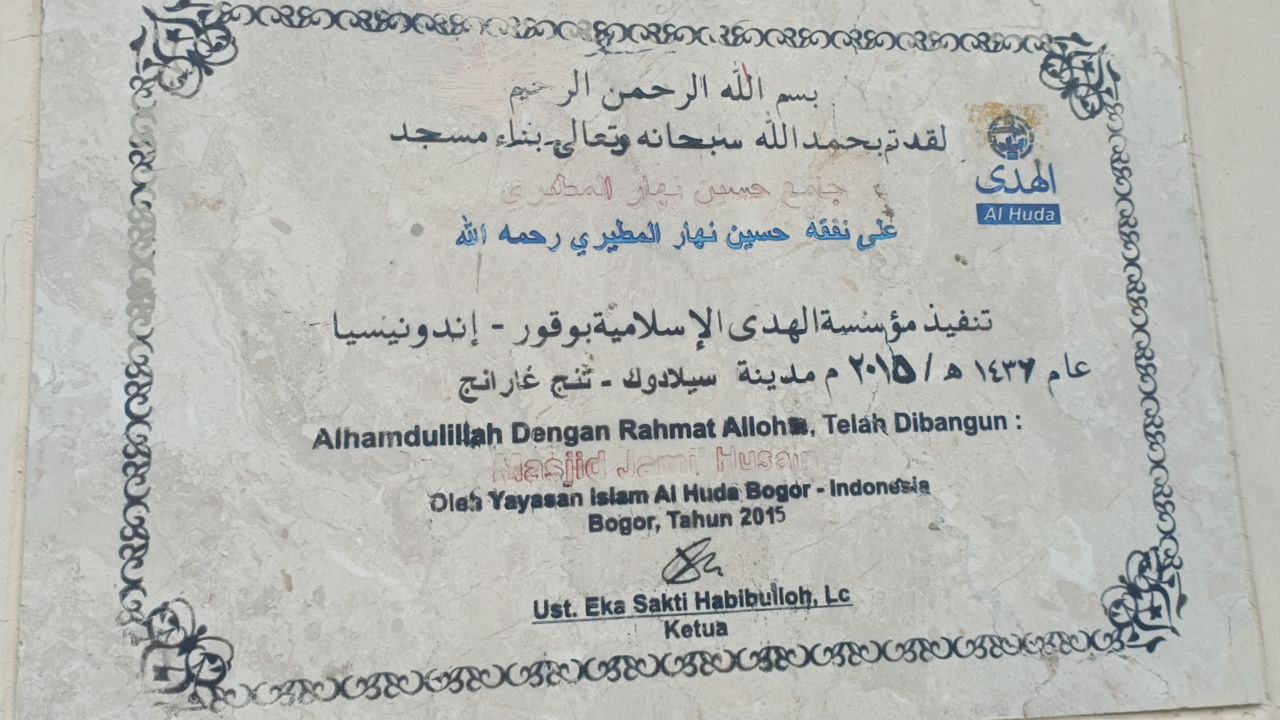 بسم الله الرحمن الرحيم
لقد تم بحمد الله سبحانه وتعالى بناء مسجد
جامع حسين نهار المطيري
على نفقه حسين نهار المطيري رحمه الله
الهدى
Al Huda
تنفيذ مؤسسة الهدى الإسلامية بوقور - إندونيسيا
عام ١٤٣٦ هـ / ٢٠١٥ م مدينة سيلادوك - تنج غارانج
Alhamdulillah Dengan Rahmat Alloh, Telah Dibangun :
Masjid Jami Husain
Oleh Yayasan Islam Al Huda Bogor - Indonesia
Bogor, Tahun 2015
Ust. Eka Sakti Habibulloh, Lc
Ketua